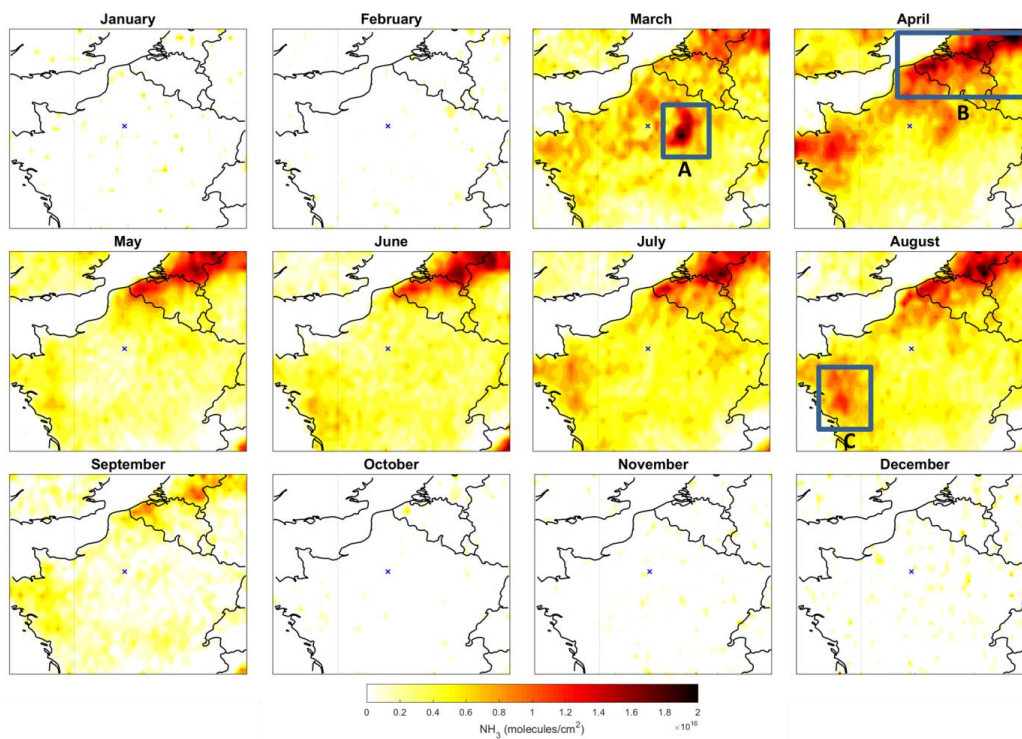 January February March April
A
B
May June July August
C
September October November December
0 0.2 0.4 0.6 0.8 1 1.2 1.4 1.6 1.8 2
NH3 (molecules/cm2) ×10^16